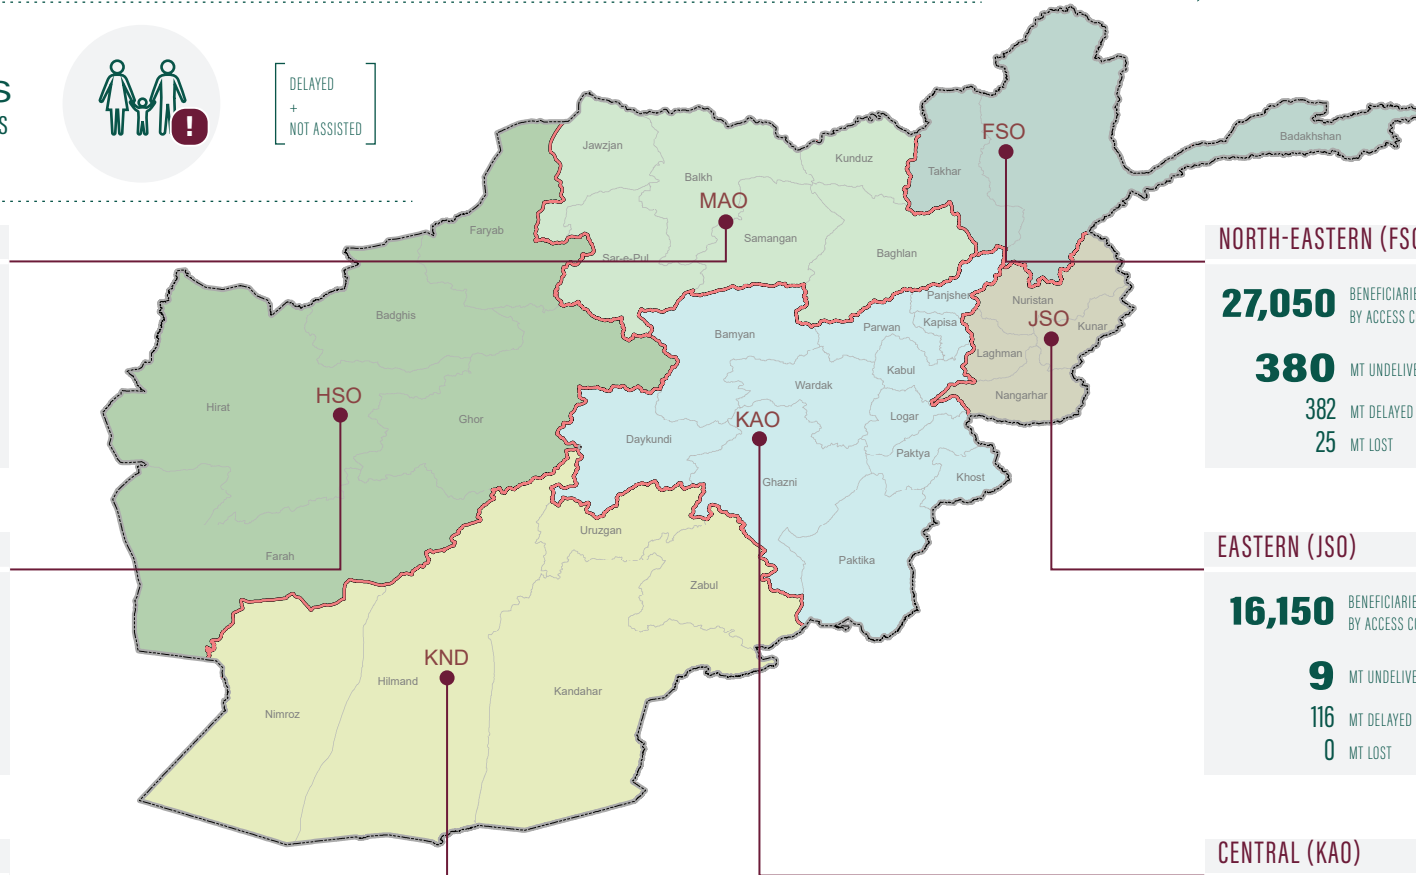 S
S
DELAYED
+
NOT ASSISTED
!
FSO
Badakhshan
Jawzjan
Kunduz
Takhar
Balkh
MAO
Faryab
Samangan
Sar-e-Pul
Baghlan
NORTH-EASTERN (FSO
Panjsher
Nuristan
27,050
BENEFICIARIE
BY ACCESS C
Badghis
JSO
Kapisa
Parwan
Kunar
Bamyan
Laghman
380 MT UNDELIVE
Kabul
Wardak
HSO
Nangarhar
Hirat
Ghor
KAO
Logar
382 MT DELAYED
Daykundi
25 MT LOST
Paktya
Ghazni
Khost
Uruzgan
EASTERN (JSO)
Farah
Paktika
Zabul
16,150
BENEFICIARIE
BY ACCESS C
KND
Hilmand
Kandahar
9 MT UNDELIVE
Nimroz
116 MT DELAYED
0 MT LOST
CENTRAL (KAO)